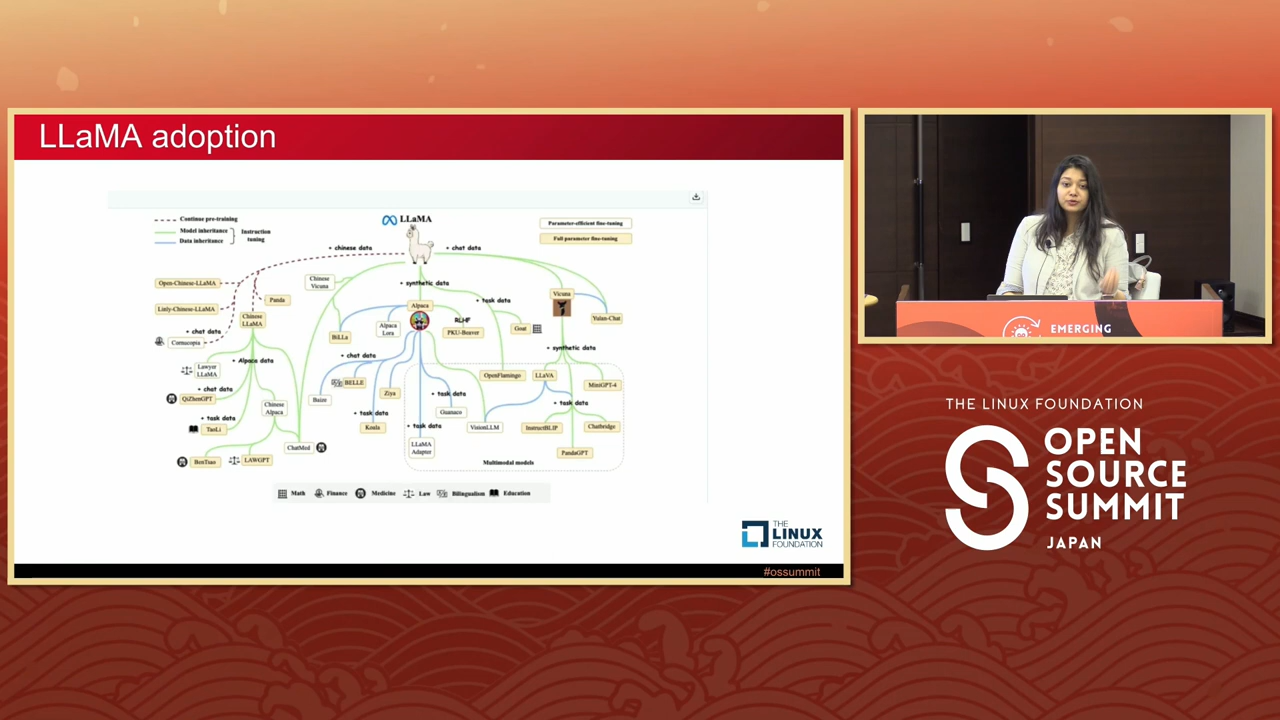 LLaMA adoption
Continue pre-training
Model inheritance
Data inheritance
Instruction
tuning
LLaMA
Parameter-efficient fine-tuning
Full parameter fine-tuning
+ chinese data
+ chat data
Open-Chinese-LLaMA
Panda
Chinese
Vicuna
+ synthetic data
Vicuna
+ task data
Linly-Chinese-LLaMA
Chinese
LLaMA
Alpaca
Yulan-Chat
+ chat data
Cornucopia
BiLLa
Alpaca
Lora
RLHF
PKU-Beaver
Goat
+ synthetic data
Lawyer
LLaMA
+ Alpaca data
+ chat data
OpenFlamingo
LLaVA
MiniGPT-4
+ chat data
QiZhenGPT
BELLE
Ziya
+ task data
Baize
Chinese
Alpaca
+ task data
Guanaco
+ task data
TaoLi
+ task data
Koala
+ task data
VisionLLM
InstructBLIP
Chatbridge
ChatMed
LLaMA
Adapter
PandaGPT
BenTsao
LAWGPT
Multimodal models
Math
Finance
Medicine
Law
Bilingualism
Education
THE
LINUX
FOUNDATION
#ossummit
EMERGING
THE LINUX FOUNDATION
OPEN
SOURCE
SUMMIT
JAPAN